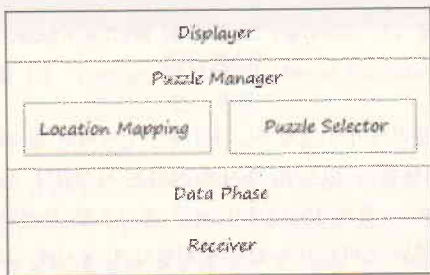 Displayer
Puzzle Manager
Location Mapping
Puzzle Selector
Data Phase
Receiver